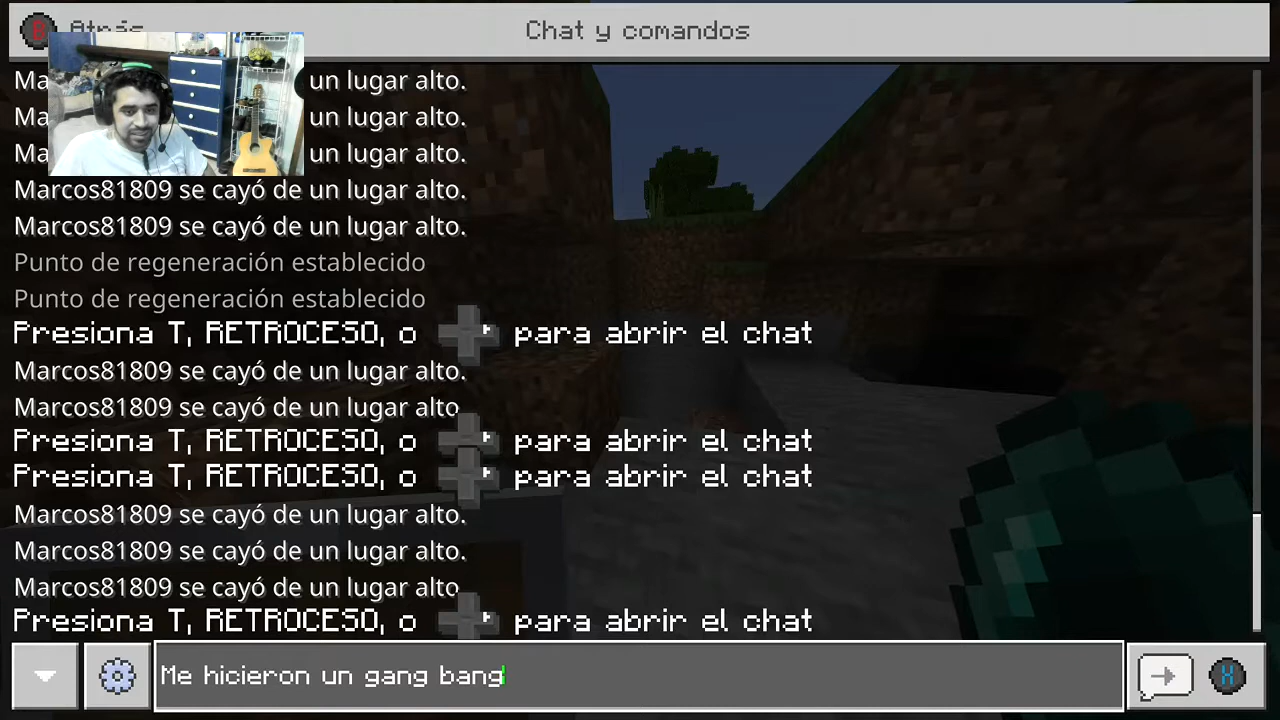 B Atrás
Chat y comandos
Ma un lugar alto.
Ma un lugar alto.
Ma un lugar alto.
Marcos81809 se cayó de un lugar alto.
Marcos81809 se cayó de un lugar alto.
Punto de regeneración establecido
Punto de regeneración establecido
Presiona T, RETROCESO, o para abrir el chat
Marcos81809 se cayó de un lugar alto.
Marcos81809 se cayó de un lugar alto
Presiona T, RETROCESO, o para abrir el chat
Presiona T, RETROCESO, o para abrir el chat
Marcos81809 se cayó de un lugar alto.
Marcos81809 se cayó de un lugar alto.
Marcos81809 se cayó de un lugar alto
Presiona T, RETROCESO, o para abrir el chat
Me hicieron un gang bang
X